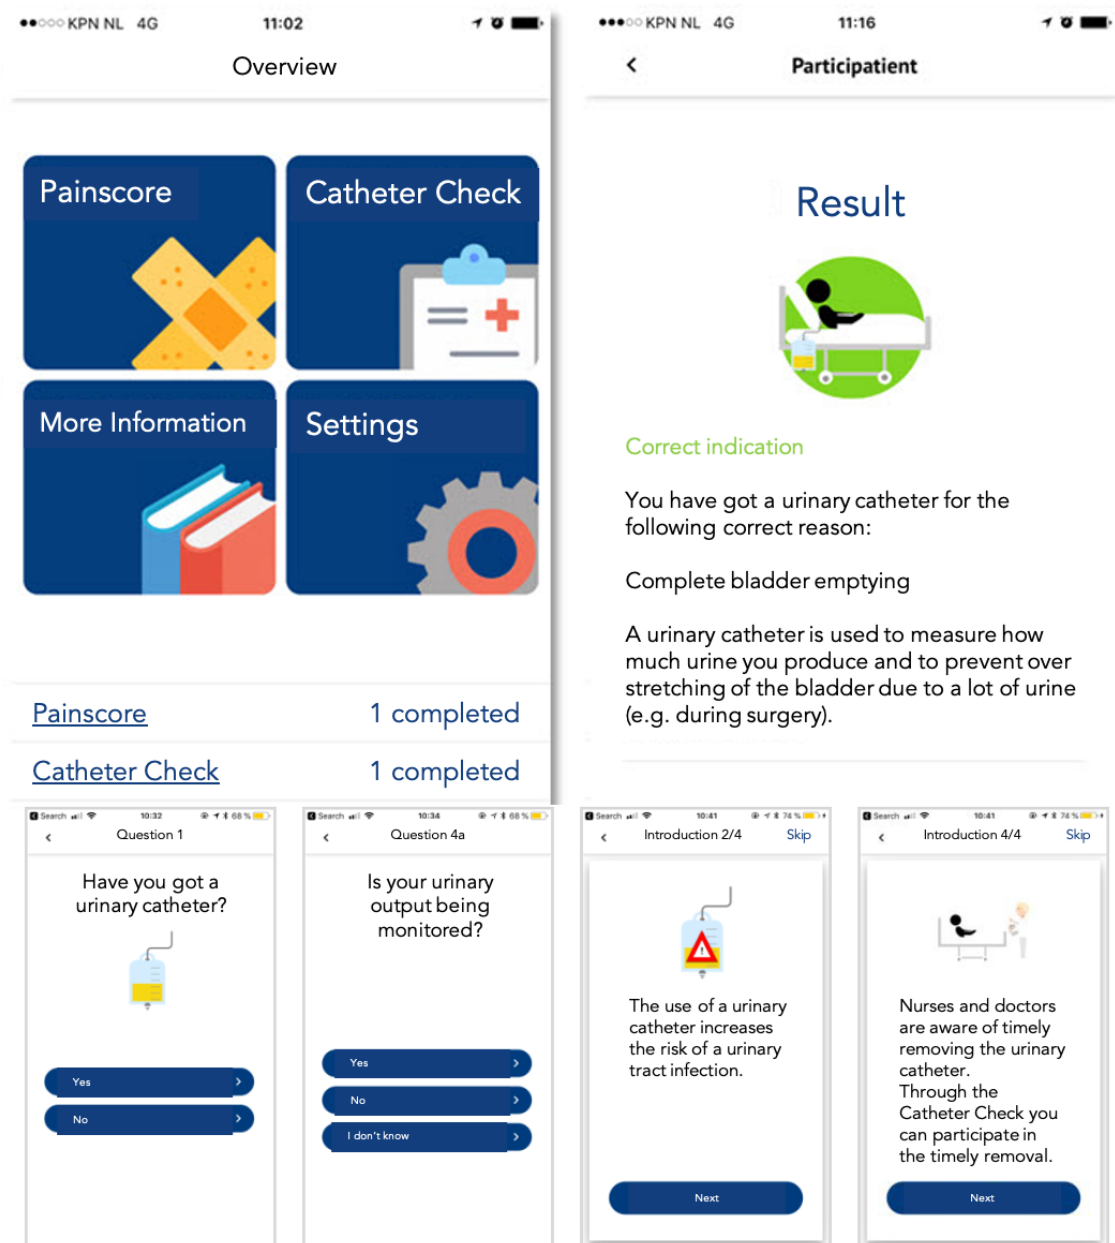 KPN NL 4G 11:02
Overview
Painscore
Catheter Check
More Information
Settings
Painscore 1 completed
Catheter Check 1 completed
KPN NL 4G 11:16
Participatient
Result
Correct indication
You have got a urinary catheter for the
following correct reason:
Complete bladder emptying
A urinary catheter is used to measure how
much urine you produce and to prevent over
stretching of the bladder due to a lot of urine
(e.g. during surgery).
Search 10:32 68 %
Question 1
Have you got a
urinary catheter?
Yes
No
Search 10:34 68 %
Question 4a
Is your urinary
output being
monitored?
Yes
No
I don't know
Search 10:41 74 %
Introduction 2/4 Skip
The use of a urinary
catheter increases
the risk of a urinary
tract infection.
Next
Search 10:41 74 %
Introduction 4/4 Skip
Nurses and doctors
are aware of timely
removing the urinary
catheter.
Through the
Catheter Check you
can participate in
the timely removal.
Next